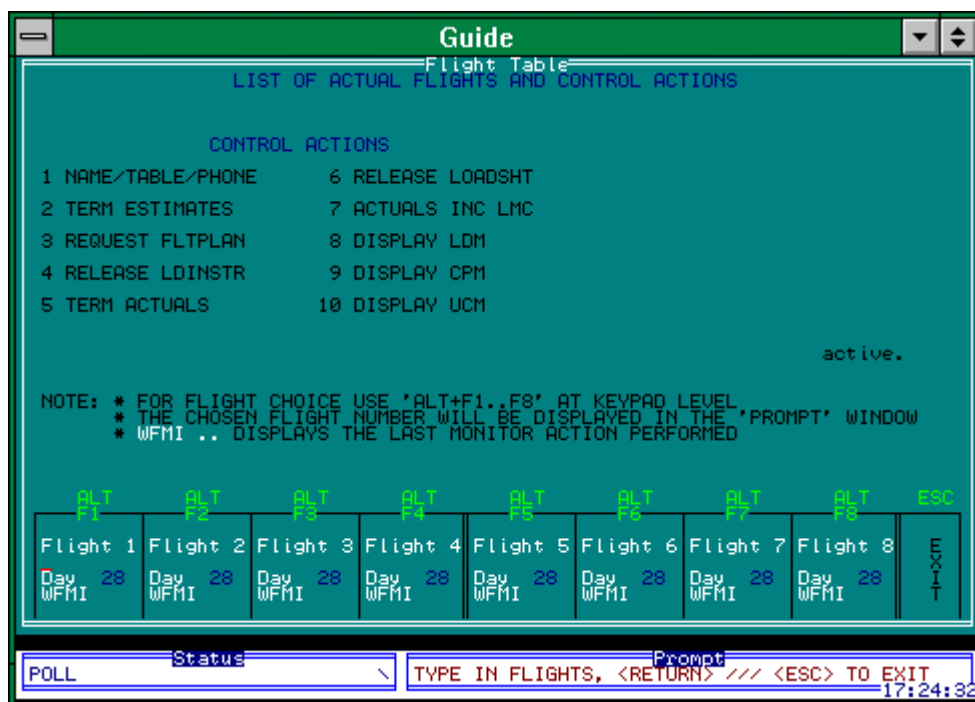 Guide
Flight Table
LIST OF ACTUAL FLIGHTS AND CONTROL ACTIONS
CONTROL ACTIONS
1 NAME/TABLE/PHONE 6 RELEASE LOADSHT
2 TERM ESTIMATES 7 ACTUALS INC LMC
3 REQUEST FLTPLAN 8 DISPLAY LDM
4 RELEASE LDINSTR 9 DISPLAY CPM
5 TERM ACTUALS 10 DISPLAY UCM
active.
NOTE: * FOR FLIGHT CHOICE USE 'ALT+F1..F8' AT KEYPAD LEVEL
* THE CHOSEN FLIGHT NUMBER WILL BE DISPLAYED IN THE 'PROMPT' WINDOW
* WFMI .. DISPLAYS THE LAST MONITOR ACTION PERFORMED
ALT ALT ALT ALT ALT ALT ALT ALT ESC
F1 F2 F3 F4 F5 F6 F7 F8
Flight 1 Flight 2 Flight 3 Flight 4 Flight 5 Flight 6 Flight 7 Flight 8 EXIT
Day 28 Day 28 Day 28 Day 28 Day 28 Day 28 Day 28 Day 28
WFMI WFMI WFMI WFMI WFMI WFMI WFMI WFMI
Status Prompt
POLL \ TYPE IN FLIGHTS, <RETURN> /// <ESC> TO EXIT
17:24:32